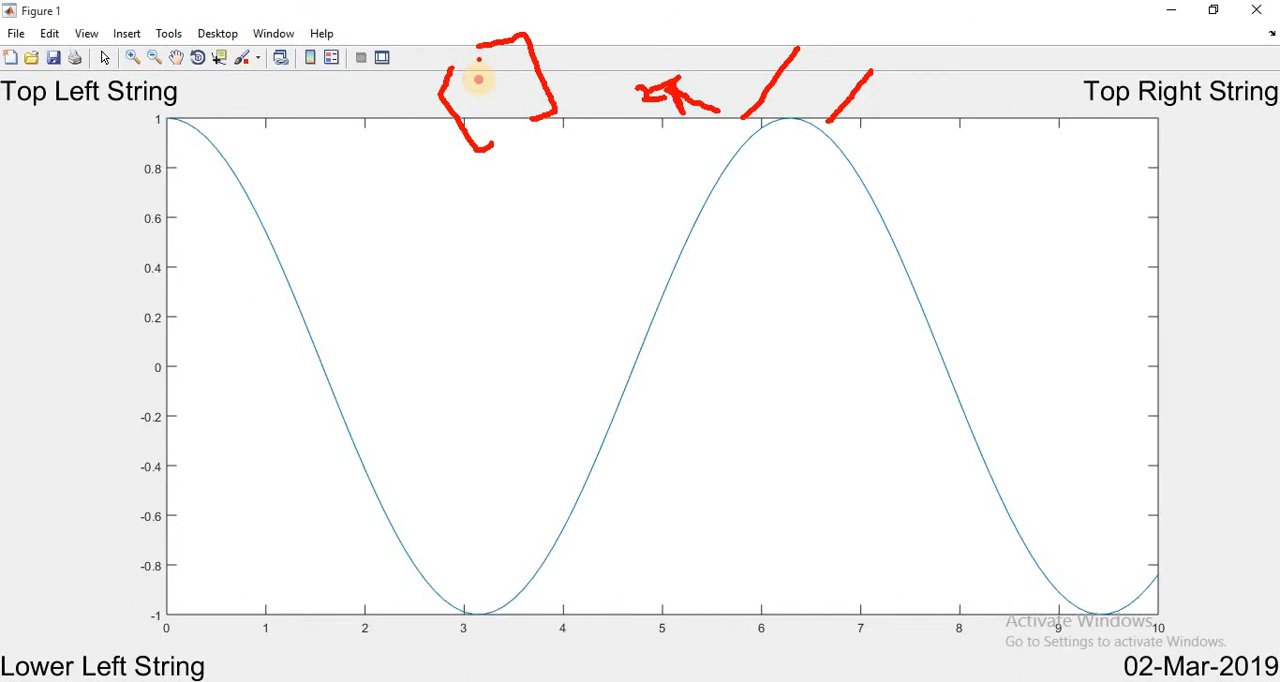 Figure 1
File Edit View Insert Tools Desktop Window Help
Top Left String
Top Right String
1
0.8
0.6
0.4
0.2
0
-0.2
-0.4
-0.6
-0.8
-1
0 1 2 3 4 5 6 7 8 9 10
Activate Windows
Go to Settings to activate Windows.
Lower Left String
02-Mar-2019